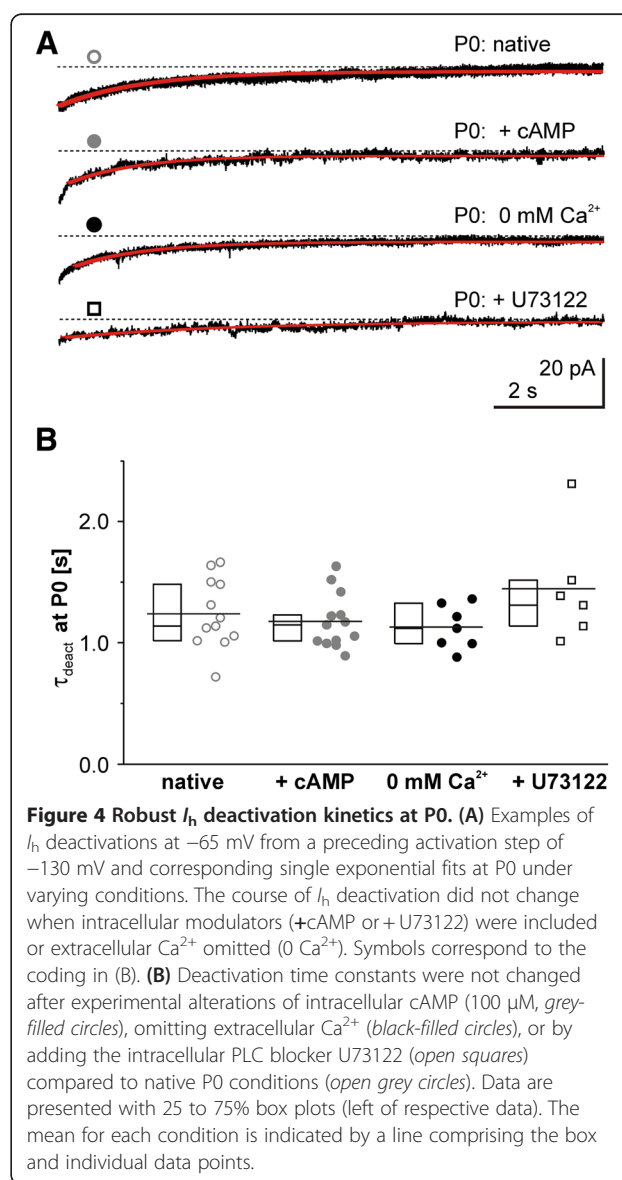 A
P0: native
P0: + cAMP
P0: 0 mM Ca²⁺
P0: + U73122
20 pA
2 s
B
τdeact at P0 [s]
2.0
1.0
0.0
native + cAMP 0 mM Ca²⁺ + U73122
Figure 4 Robust Ih deactivation kinetics at P0. (A) Examples of
Ih deactivations at −65 mV from a preceding activation step of
−130 mV and corresponding single exponential fits at P0 under
varying conditions. The course of Ih deactivation did not change
when intracellular modulators (+cAMP or + U73122) were included
or extracellular Ca²⁺ omitted (0 Ca²⁺). Symbols correspond to the
coding in (B). (B) Deactivation time constants were not changed
after experimental alterations of intracellular cAMP (100 μM, grey-
filled circles), omitting extracellular Ca²⁺ (black-filled circles), or by
adding the intracellular PLC blocker U73122 (open squares)
compared to native P0 conditions (open grey circles). Data are
presented with 25 to 75% box plots (left of respective data). The
mean for each condition is indicated by a line comprising the box
and individual data points.